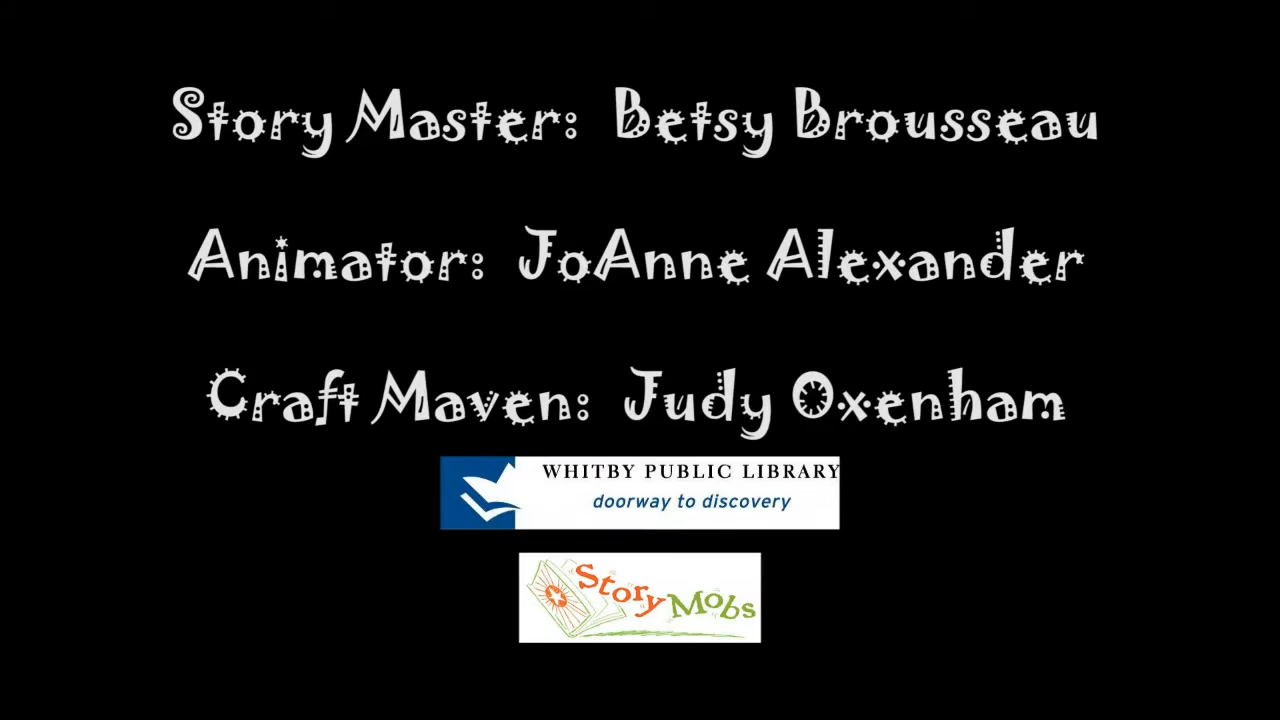 Story Master: Betsy Brousseau
Animator: JoAnne Alexander
Craft Maven: Judy Oxenham
WHITBY PUBLIC LIBRARY
doorway to discovery
Story Mobs